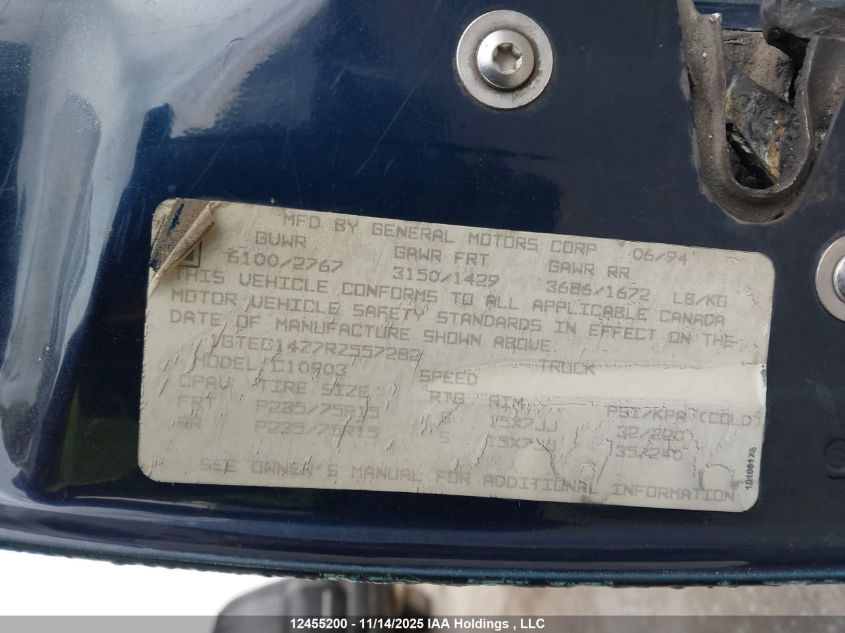 MFD BY GENERAL MOTORS CORP 06/94
GVWR GAWR FRT GAWR RR
6100/2767 3150/1429 3686/1672 LB/KG
THIS VEHICLE CONFORMS TO ALL APPLICABLE CANADA
MOTOR VEHICLE SAFETY STANDARDS IN EFFECT ON THE
DATE OF MANUFACTURE SHOWN ABOVE.
GTEC14Z7RZ557282 TRUCK
MODEL: C10903
SPEED
TIRE SIZE RTG RIM PSI/KPA (COLD)
FRT P235/75R15 S 15X7JJ 32/220
RR P235/75R15 S 15X7JJ 35/240
SEE OWNER'S MANUAL FOR ADDITIONAL INFORMATION
12455200 - 11/14/2025 IAA Holdings , LLC